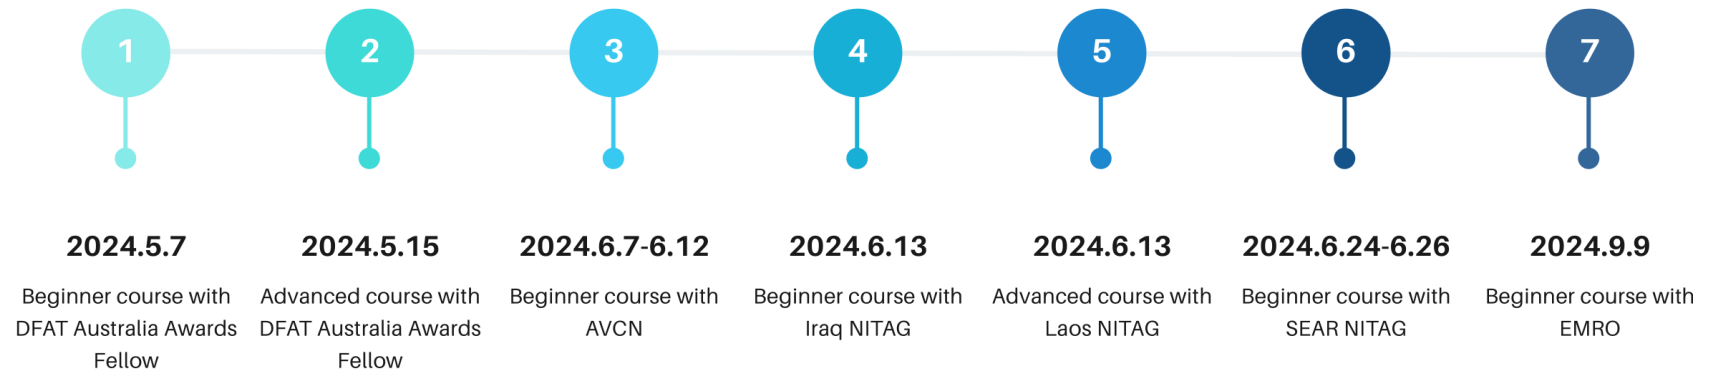 1
2
3
4
5
6
7
2024.5.7
Beginner course with
DFAT Australia Awards
Fellow
2024.5.15
Advanced course with
DFAT Australia Awards
Fellow
2024.6.7-6.12
Beginner course with
AVCN
2024.6.13
Beginner course with
Iraq NITAG
2024.6.13
Advanced course with
Laos NITAG
2024.6.24-6.26
Beginner course with
SEAR NITAG
2024.9.9
Beginner course with
EMRO